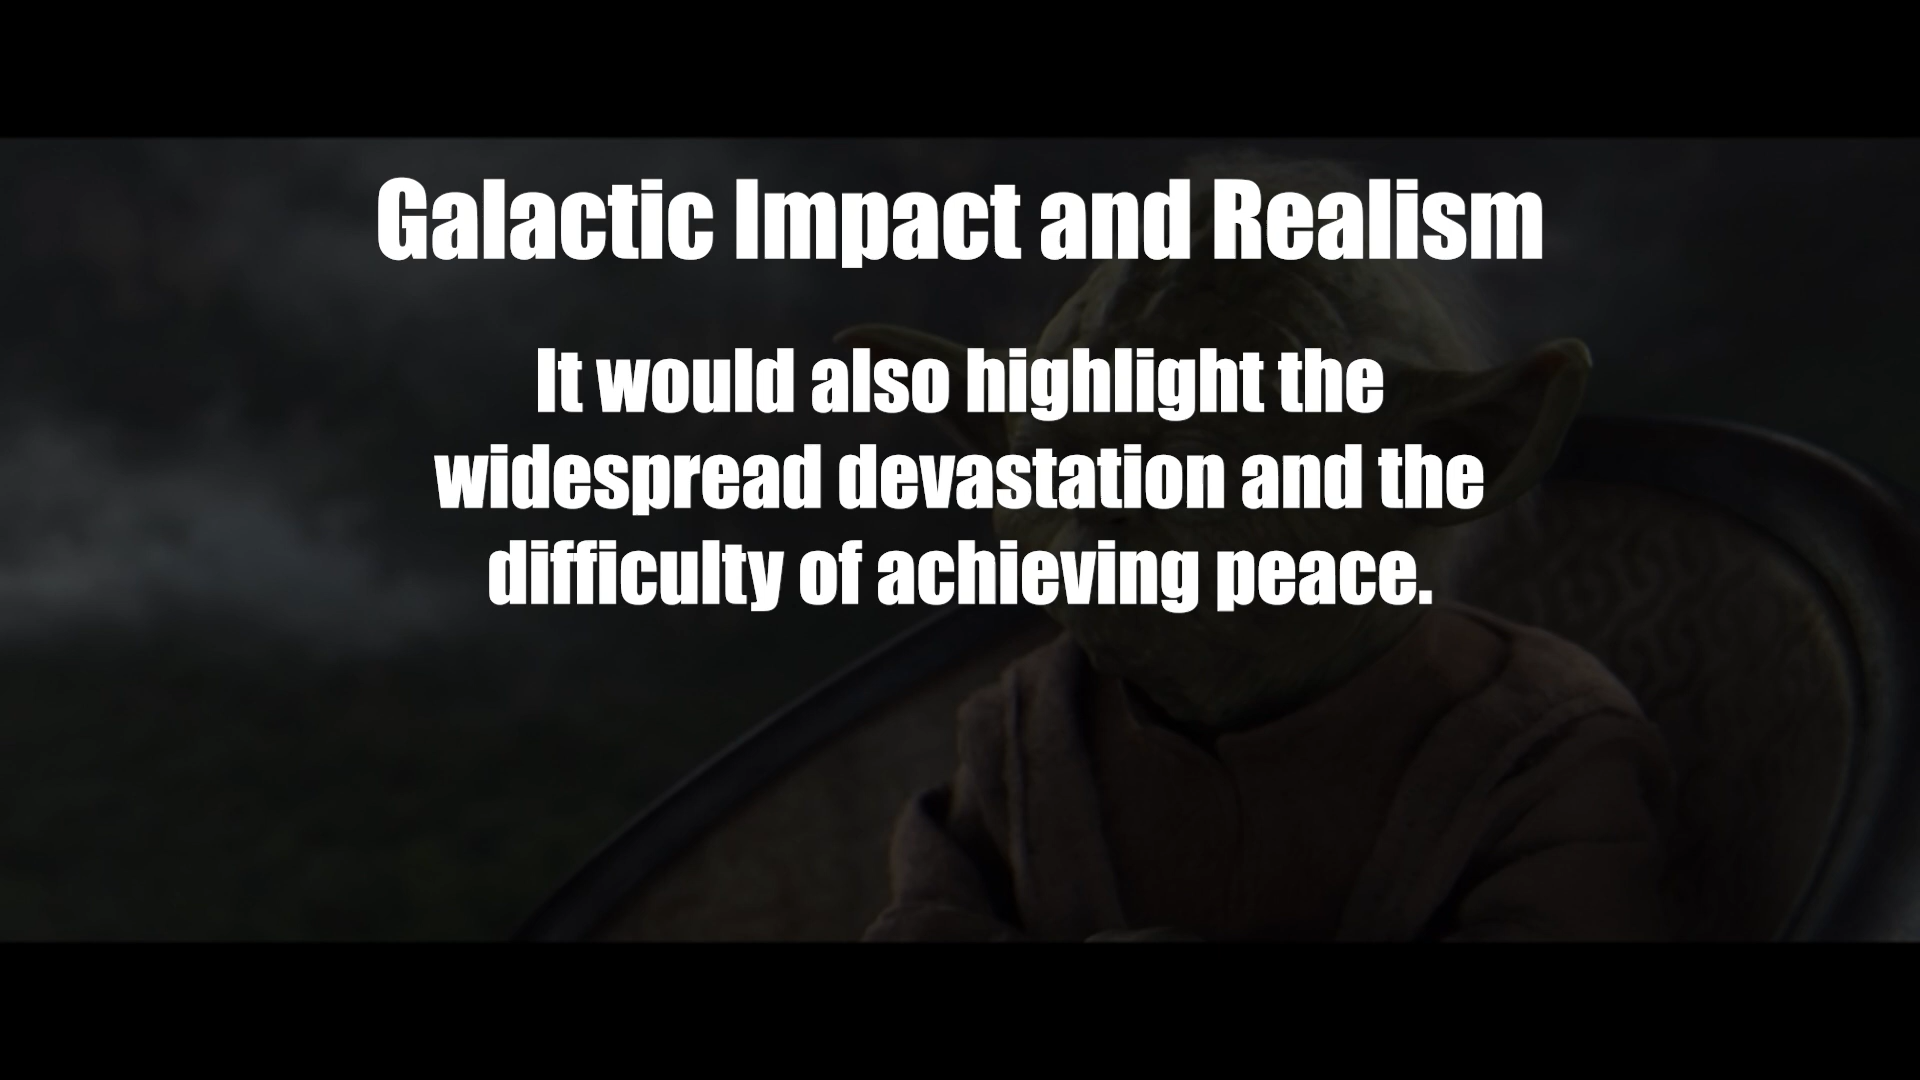 Galactic Impact and Realism
It would also highlight the
widespread devastation and the
difficulty of achieving peace.